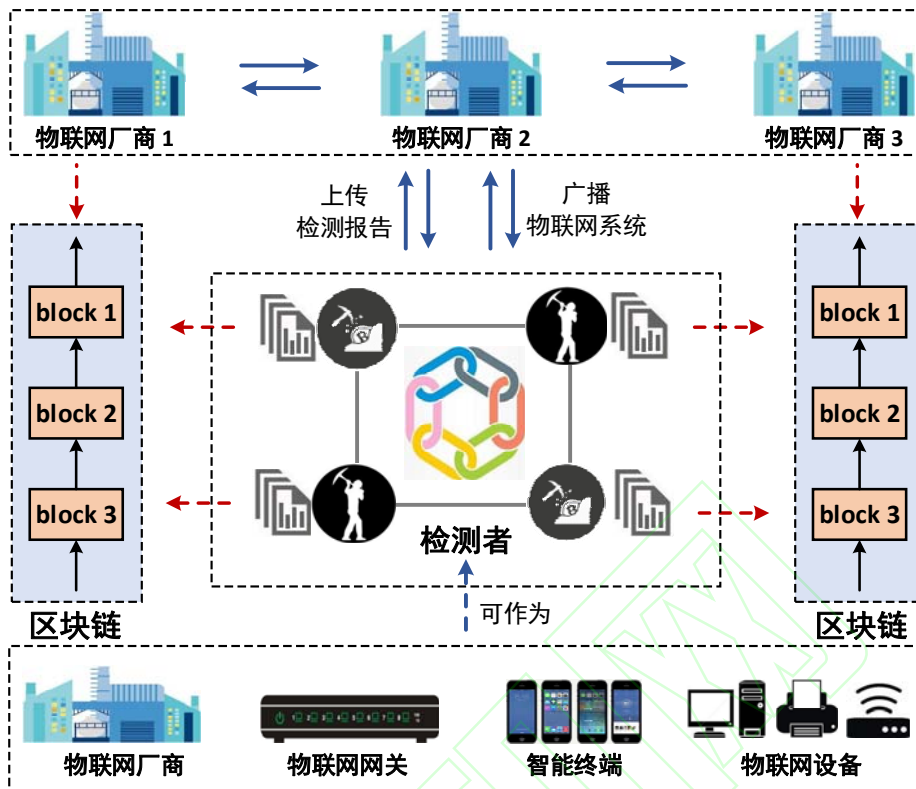 物联网厂商 1
物联网厂商 2
物联网厂商 3
上传
检测报告
广播
物联网系统
block 1
block 2
block 3
区块链
检测者
block 1
block 2
block 3
区块链
可作为
物联网厂商
物联网网关
智能终端
物联网设备